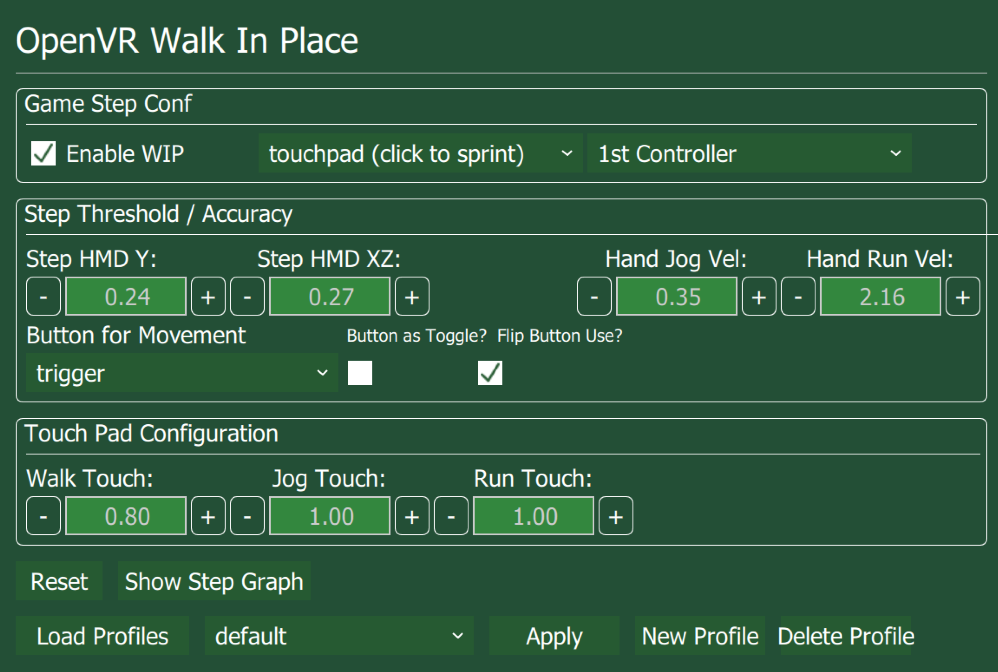 OpenVR Walk In Place
Game Step Conf
Enable WIP touchpad (click to sprint) 1st Controller
Step Threshold / Accuracy
Step HMD Y: Step HMD XZ: Hand Jog Vel: Hand Run Vel:
- 0.24 + - 0.27 + - 0.35 + - 2.16 +
Button for Movement Button as Toggle? Flip Button Use?
trigger
Touch Pad Configuration
Walk Touch: Jog Touch: Run Touch:
- 0.80 + - 1.00 + - 1.00 +
Reset Show Step Graph
Load Profiles default Apply New Profile Delete Profile